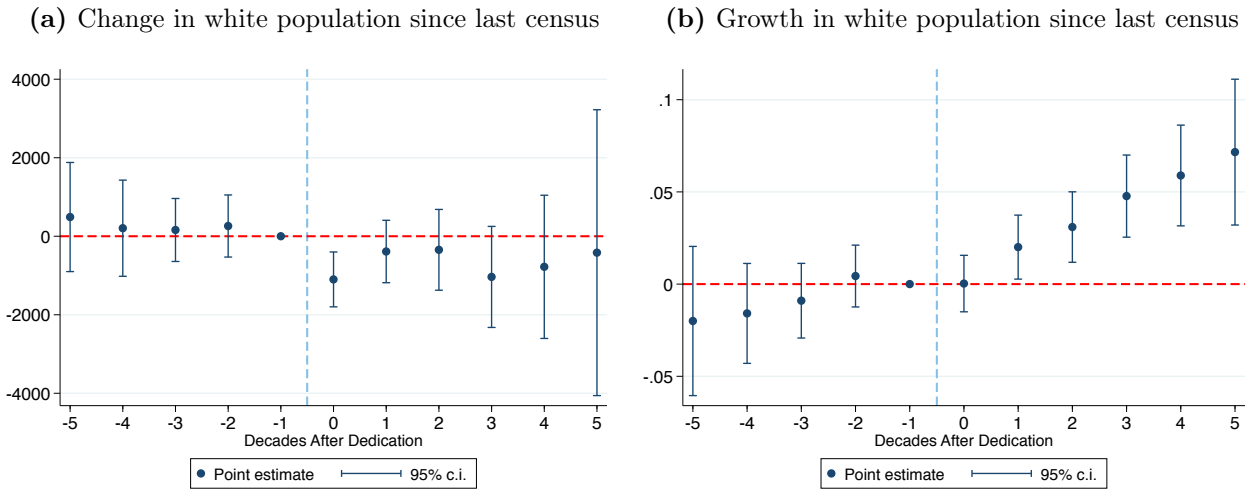 (a) Change in white population since last census
4000
2000
0
-2000
-4000
-5 -4 -3 -2 -1 0 1 2 3 4 5
Decades After Dedication
Point estimate 95% c.i.
(b) Growth in white population since last census
.1
.05
0
-.05
-5 -4 -3 -2 -1 0 1 2 3 4 5
Decades After Dedication
Point estimate 95% c.i.